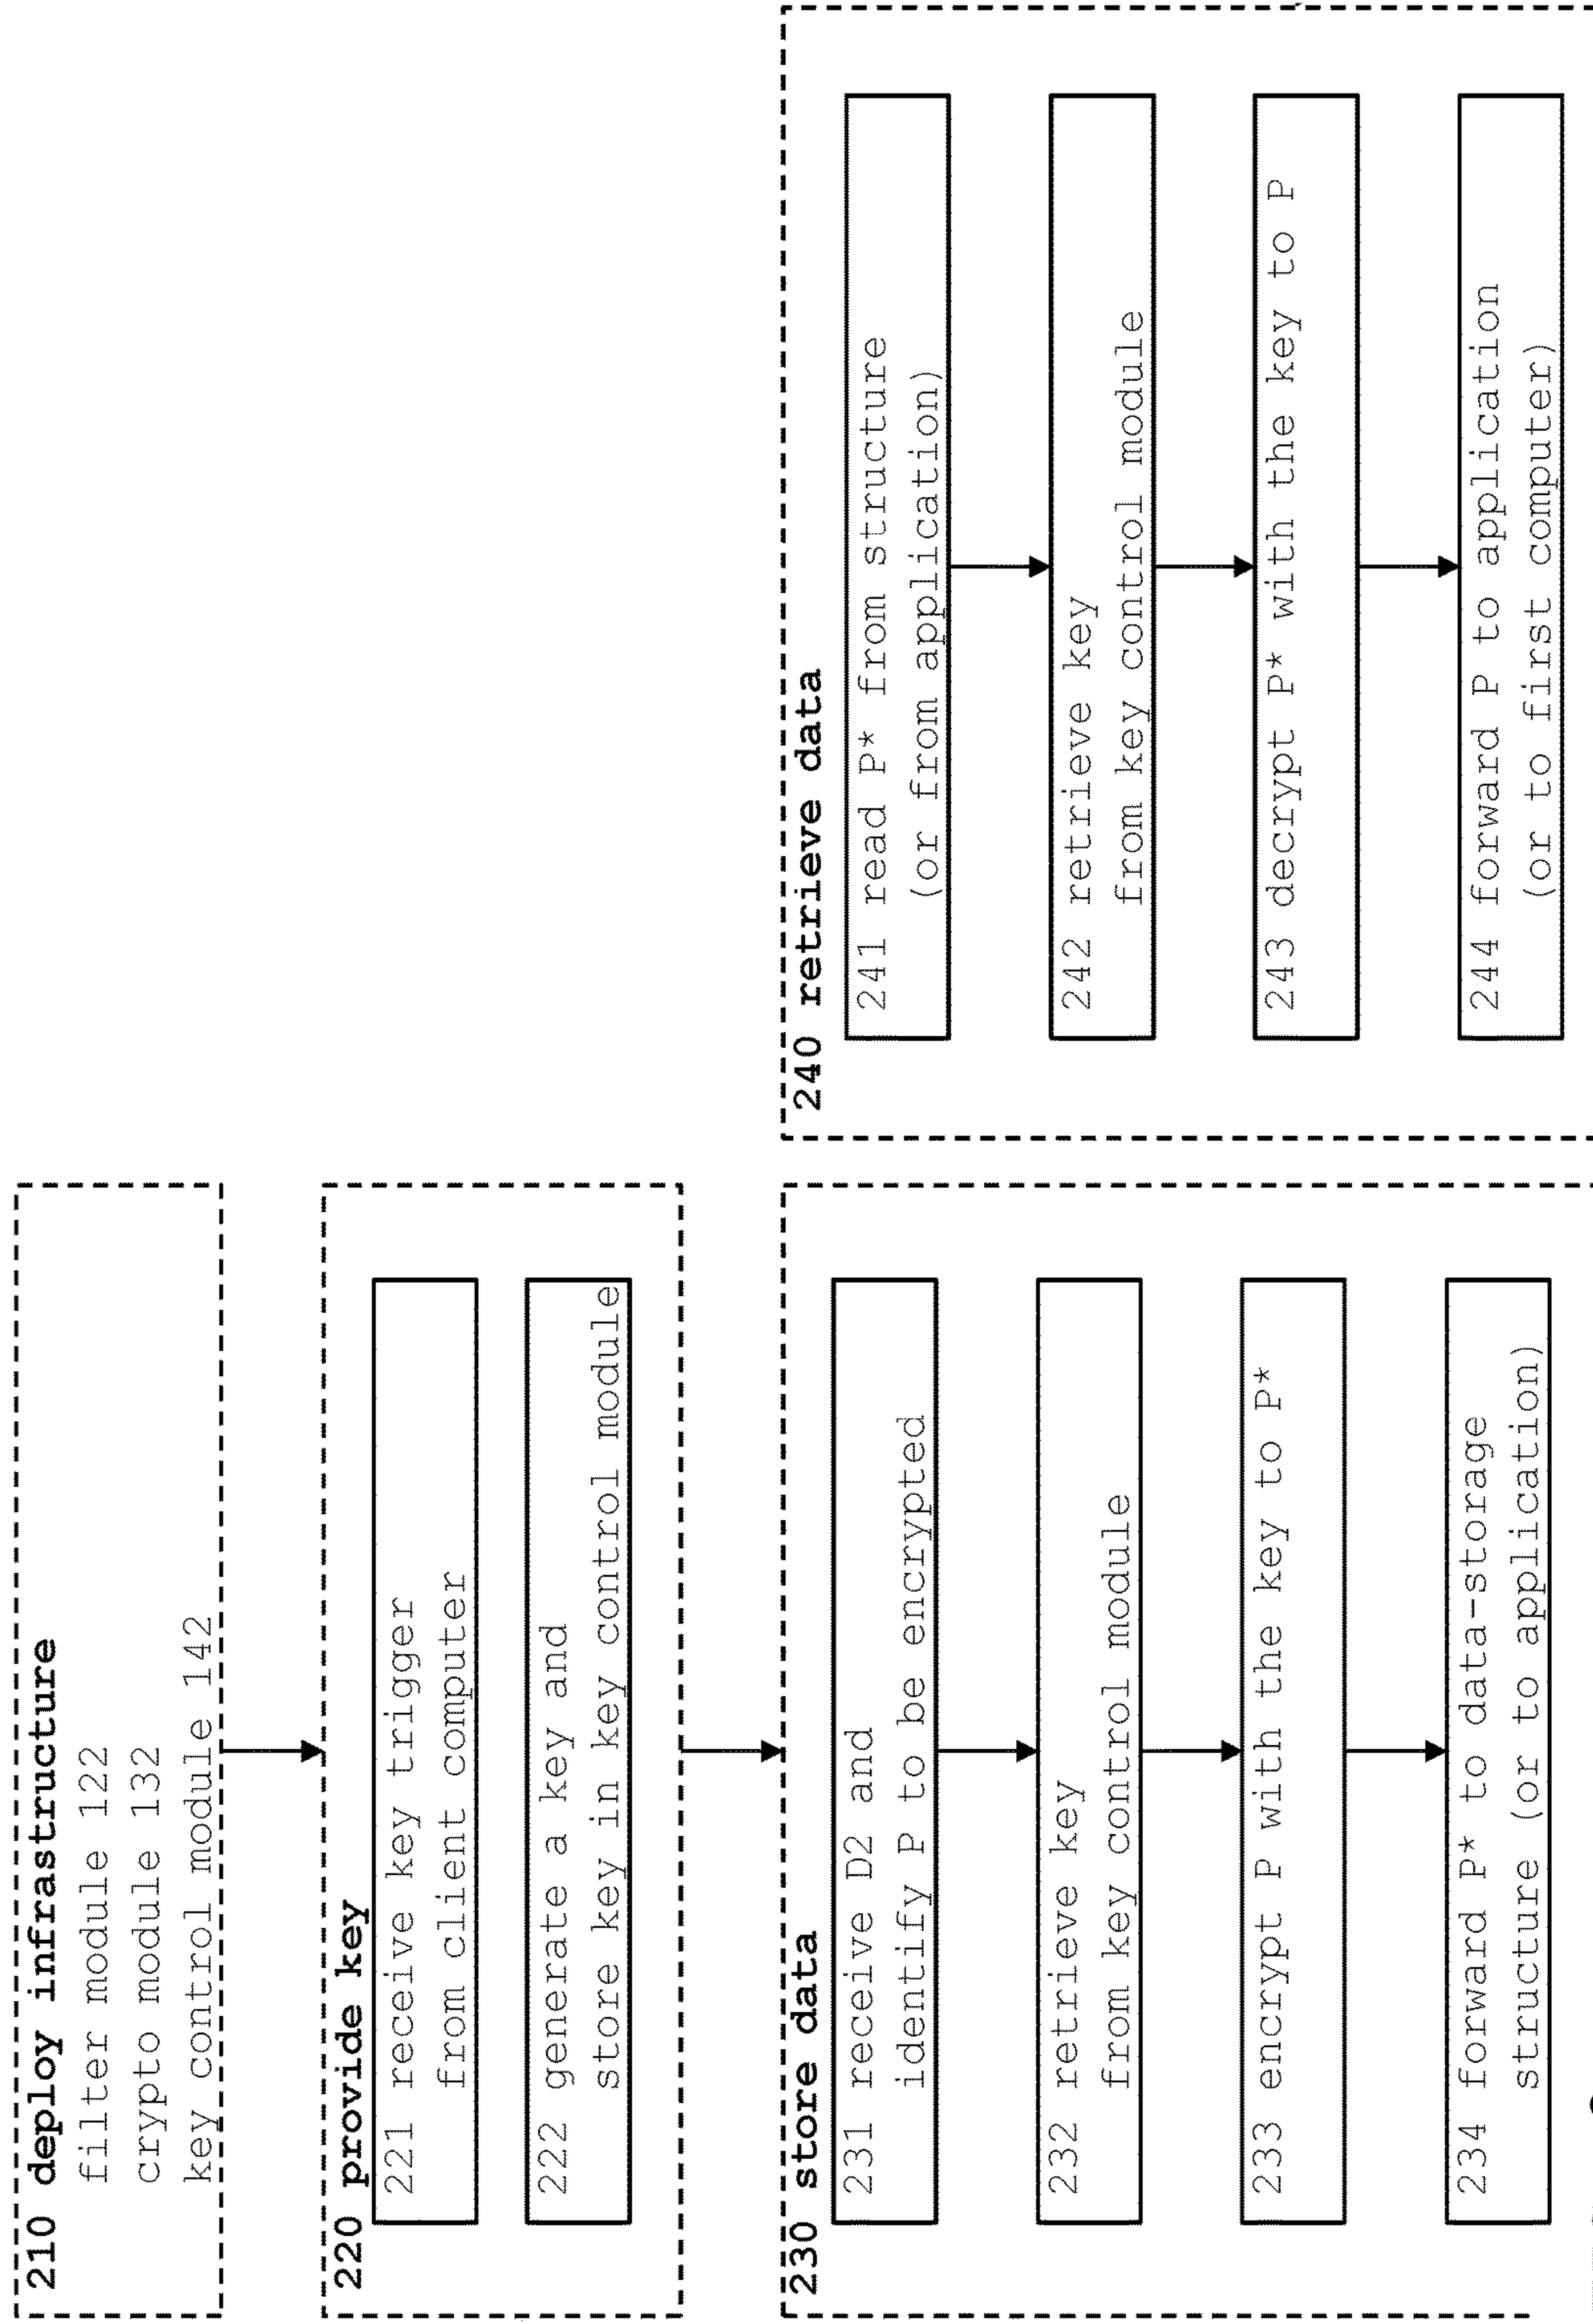 210 deploy infrastructure
filter module 122
crypto module 132
key control module 142
220 provide key
221 receive key trigger
from client computer
222 generate a key and
store key in key control module
230 store data
231 receive D2 and
identify P to be encrypted
232 retrieve key
from key control module
233 encrypt P with the key to P*
234 forward P* to data-storage
structure (or to application)
240 retrieve data
241 read P* from structure
(or from application)
242 retrieve key
from key control module
243 decrypt P* with the key to P
244 forward P to application
(or to first computer)